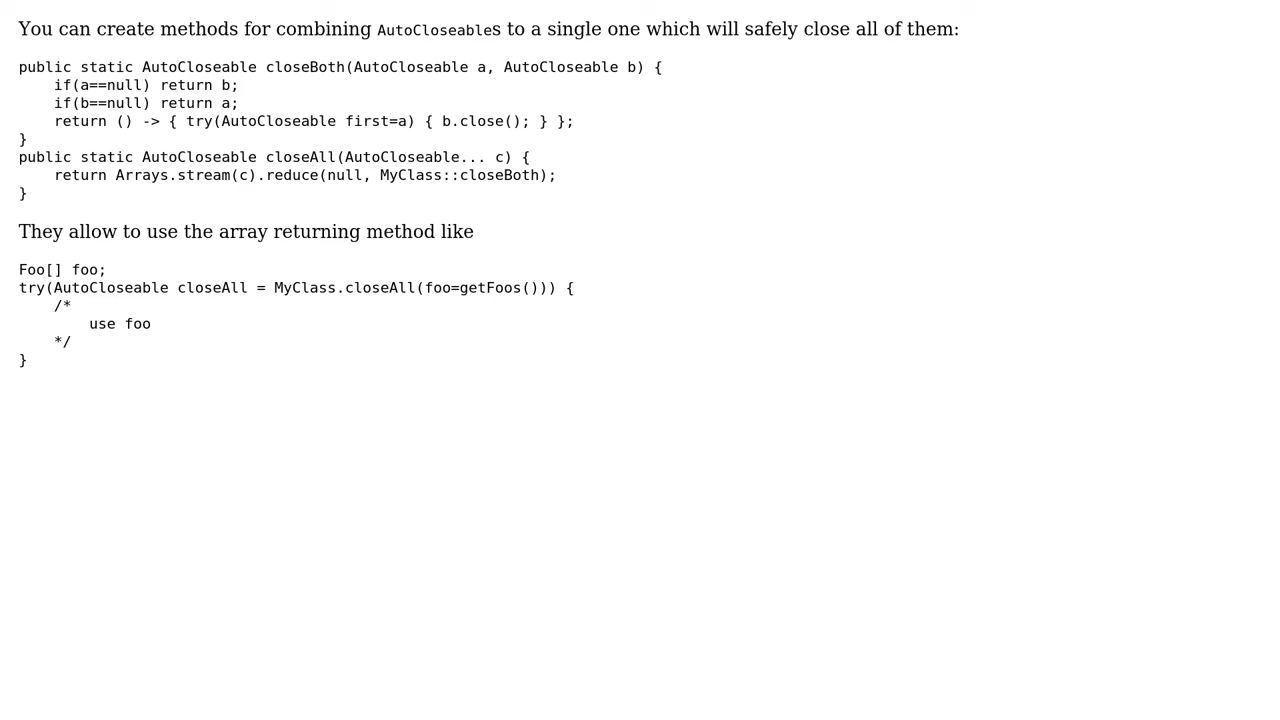 You can create methods for combining AutoCloseables to a single one which will safely close all of them:
public static AutoCloseable closeBoth(AutoCloseable a, AutoCloseable b) {
    if(a==null) return b;
    if(b==null) return a;
    return () -> { try(AutoCloseable first=a) { b.close(); } };
}
public static AutoCloseable closeAll(AutoCloseable... c) {
    return Arrays.stream(c).reduce(null, MyClass::closeBoth);
}
They allow to use the array returning method like
Foo[] foo;
try(AutoCloseable closeAll = MyClass.closeAll(foo=getFoos())) {
    /*
        use foo
    */
}